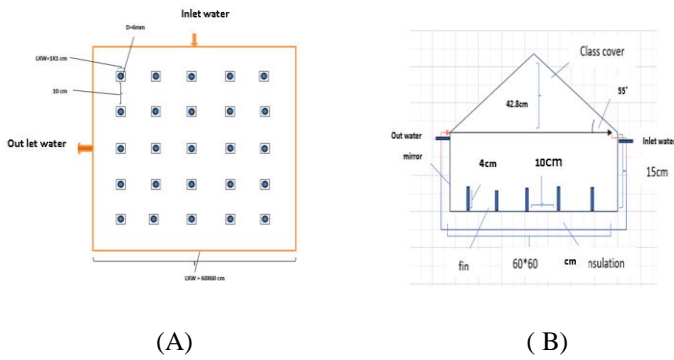 Inlet water
D=6mm
LXW=1X1 cm
10 cm
Out let water
LXW = 60X60 cm
(A)
Class cover
42.8cm
55°
Out water
Inlet water
mirror
4cm
10cm
15cm
fin
60*60
cm
nsulation
( B)